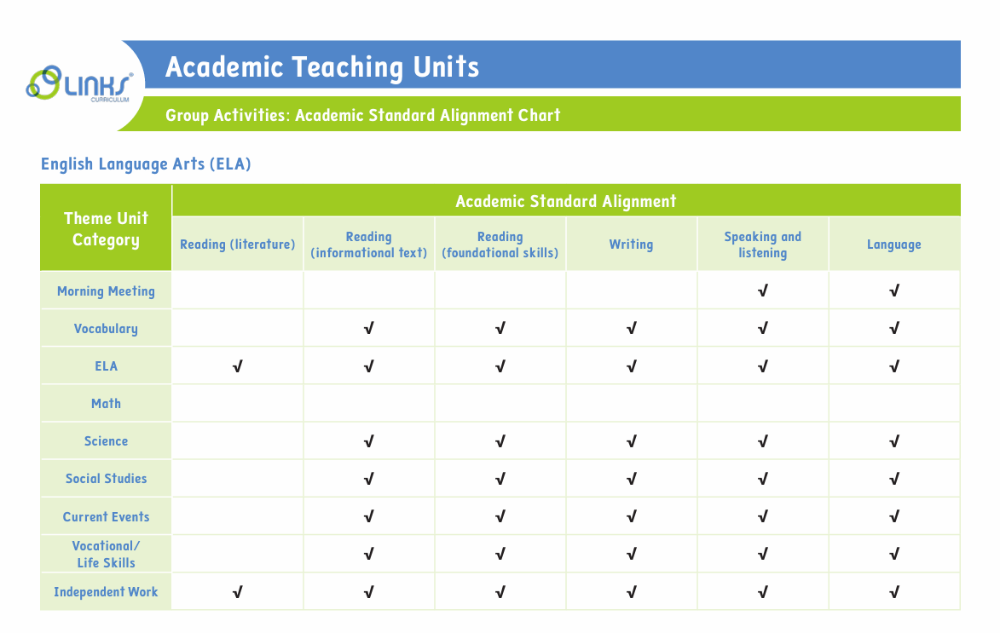 LINKS®
CURRICULUM
Academic Teaching Units
Group Activities: Academic Standard Alignment Chart
English Language Arts (ELA)
Theme Unit
Category
Academic Standard Alignment
Reading (literature)
Reading
(informational text)
Reading
(foundational skills)
Writing
Speaking and
listening
Language
Morning Meeting √ √
Vocabulary √ √ √ √ √
ELA √ √ √ √ √ √
Math
Science √ √ √ √ √
Social Studies √ √ √ √ √
Current Events √ √ √ √ √
Vocational/
Life Skills √ √ √ √ √
Independent Work √ √ √ √ √ √